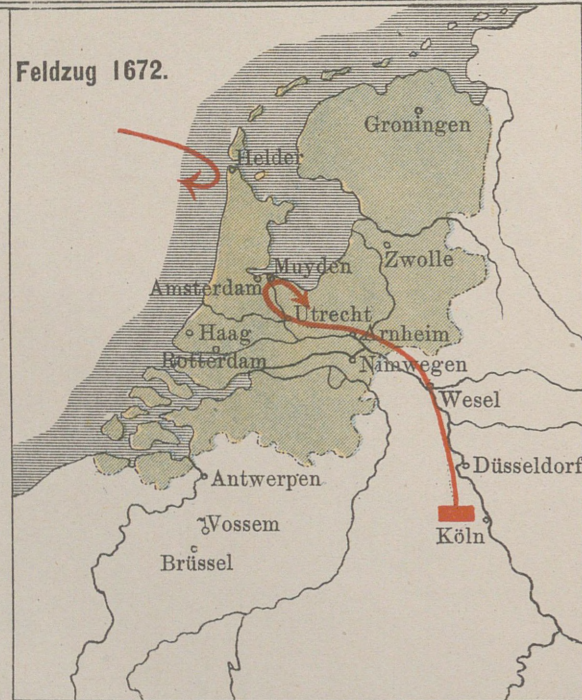 Feldzug 1672.
Groningen
Helder
Zwolle
Muyden
Amsterdam
Utrecht
Haag
Arnheim
Rotterdam
Nimwegen
Wesel
Düsseldorf
Antwerpen
Vossem
Köln
Brüssel